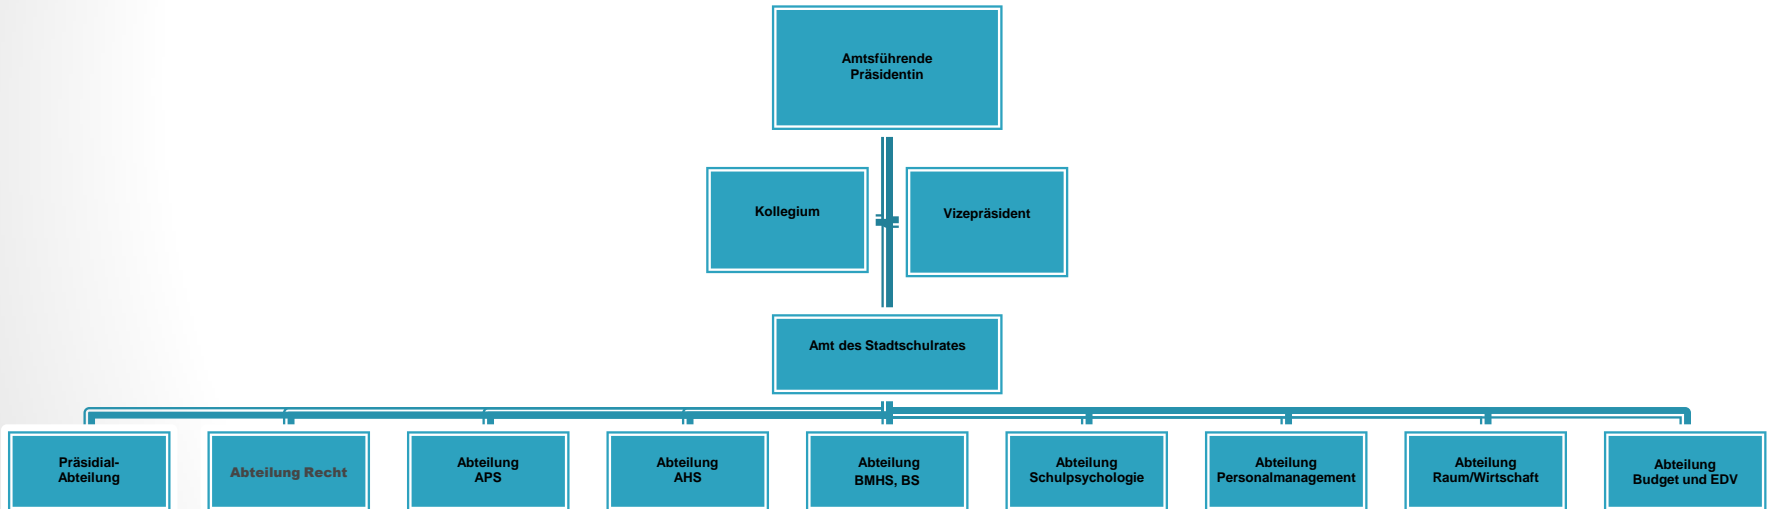 Amtsführende
Präsidentin
Kollegium
Vizepräsident
Amt des Stadtschulrates
Präsidial-
Abteilung
Abteilung Recht
Abteilung
APS
Abteilung
AHS
Abteilung
BMHS, BS
Abteilung
Schulpsychologie
Abteilung
Personalmanagement
Abteilung
Raum/Wirtschaft
Abteilung
Budget und EDV